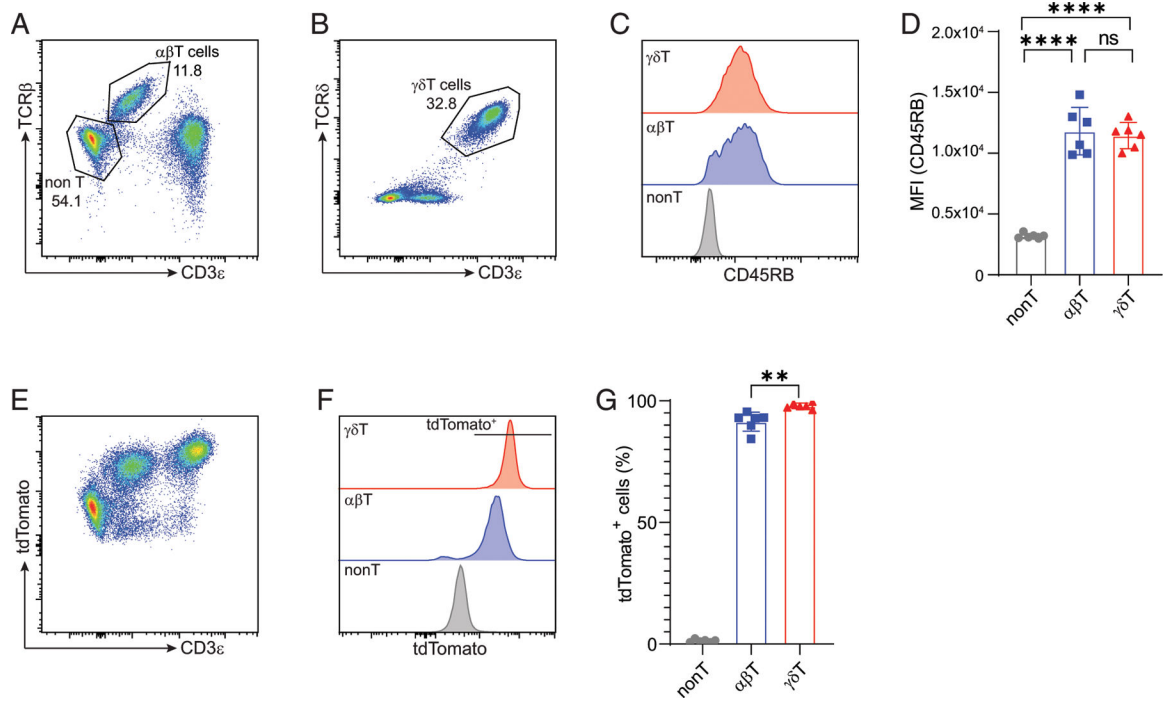 A
TCRβ
αβT cells
11.8
non T
54.1
CD3ε
B
TCRδ
γδT cells
32.8
CD3ε
C
γδT
αβT
nonT
CD45RB
D
****
****
ns
MFI (CD45RB)
2.0x10⁴
1.5x10⁴
1.0x10⁴
0.5x10⁴
0
nonT
αβT
γδT
E
tdTomato
CD3ε
F
γδT
tdTomato⁺
αβT
nonT
tdTomato
G
**
tdTomato⁺ cells (%)
100
50
0
nonT
αβT
γδT